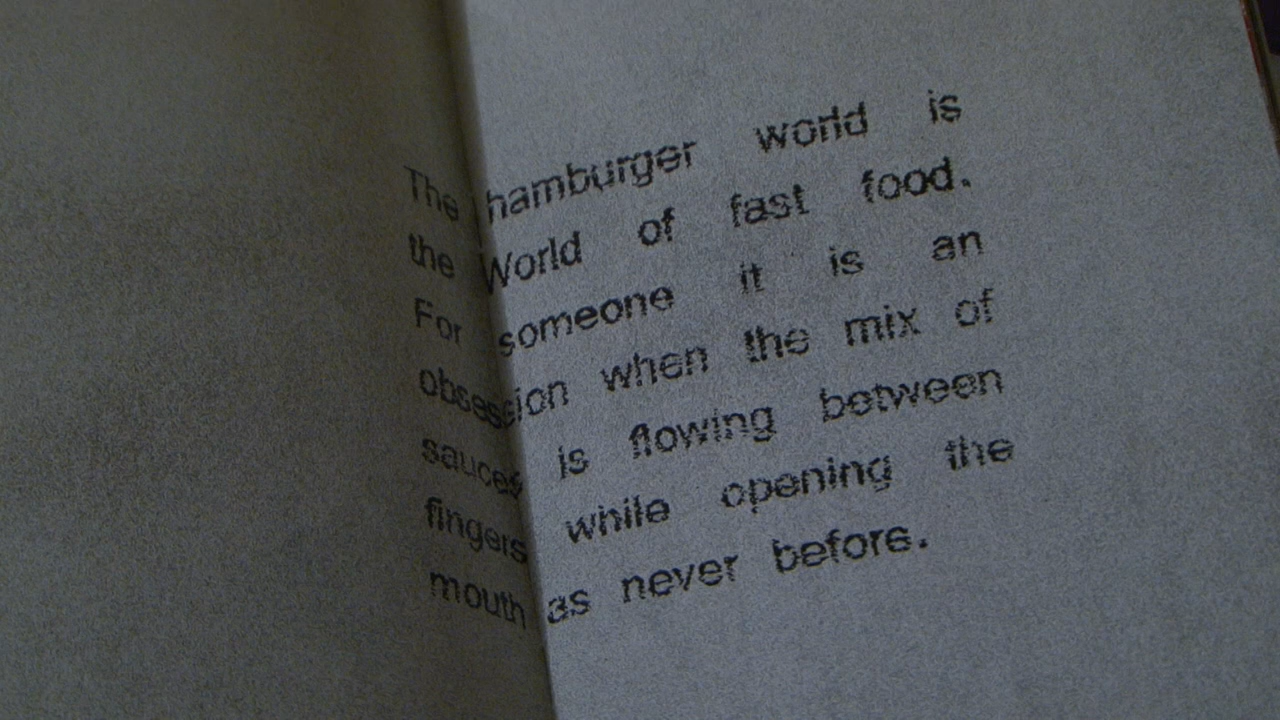 The hamburger world is
the World of fast food.
For someone it is an
obsession when the mix of
sauces is flowing between
fingers while opening the
mouth as never before.